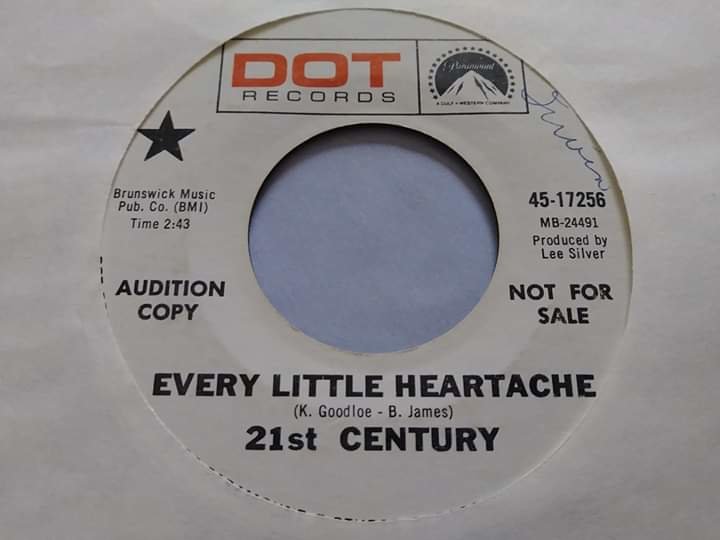 DOT
RECORDS
Paramount
A GULF + WESTERN COMPANY
Brunswick Music
Pub. Co. (BMI)
Time 2:43
45-17256
MB-24491
Produced by
Lee Silver
AUDITION
COPY
NOT FOR
SALE
EVERY LITTLE HEARTACHE
(K. Goodloe - B. James)
21st CENTURY